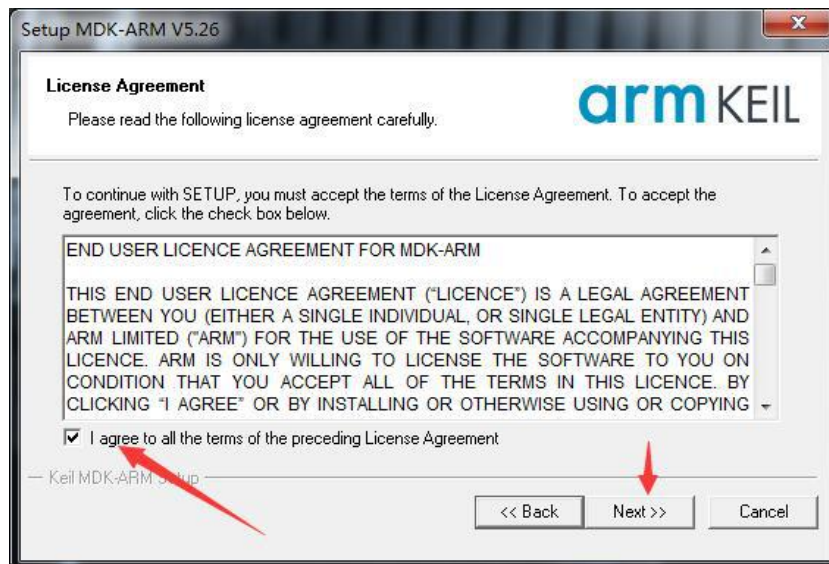 Setup MDK-ARM V5.26
License Agreement
Please read the following license agreement carefully.
arm KEIL
To continue with SETUP, you must accept the terms of the License Agreement. To accept the
agreement, click the check box below.
END USER LICENCE AGREEMENT FOR MDK-ARM
THIS END USER LICENCE AGREEMENT (“LICENCE”) IS A LEGAL AGREEMENT
BETWEEN YOU (EITHER A SINGLE INDIVIDUAL, OR SINGLE LEGAL ENTITY) AND
ARM LIMITED ("ARM") FOR THE USE OF THE SOFTWARE ACCOMPANYING THIS
LICENCE. ARM IS ONLY WILLING TO LICENSE THE SOFTWARE TO YOU ON
CONDITION THAT YOU ACCEPT ALL OF THE TERMS IN THIS LICENCE. BY
CLICKING “I AGREE” OR BY INSTALLING OR OTHERWISE USING OR COPYING
I agree to all the terms of the preceding License Agreement
Keil MDK-ARM Setup
<< Back
Next >>
Cancel